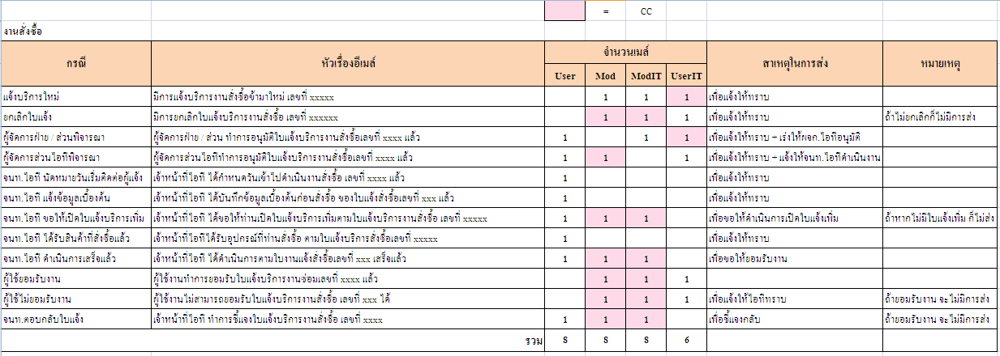 = CC
งานสั่งซื้อ
กรณี หัวเรื่องอีเมล์ จำนวนเมล์ สาเหตุในการส่ง หมายเหตุ
User Mod ModIT UserIT
แจ้งบริการใหม่ มีการแจ้งบริการงานสั่งซื้อเข้ามาใหม่ เลขที่ xxxxx 1 1 1 เพื่อแจ้งให้ทราบ
ยกเลิกใบแจ้ง มีการยกเลิกใบแจ้งบริการงานสั่งซื้อ เลขที่ xxxxxx 1 1 1 เพื่อแจ้งให้ทราบ ถ้าไม่ยกเลิกก็ไม่มีการส่ง
ผู้จัดการฝ่าย / ส่วนพิจารณา ผู้จัดการฝ่าย / ส่วน ทำการอนุมัติใบแจ้งบริการงานสั่งซื้อเลขที่ xxxx แล้ว 1 1 1 เพื่อแจ้งให้ทราบ + เร่งให้ผจก.ไอทีอนุมัติ
ผู้จัดการส่วนไอทีพิจารณา ผู้จัดการส่วนไอทีทำการอนุมัติใบแจ้งบริการงานสั่งซื้อเลขที่ xxxx แล้ว 1 1 1 เพื่อแจ้งให้ทราบ + แจ้งให้จนท.ไอทีดำเนินงาน
จนท.ไอที นัดหมายวันเริ่มติดต่อผู้แจ้ง เจ้าหน้าที่ไอที ได้กำหนดวันเข้าไปดำเนินงานสั่งซื้อ เลขที่ xxxx แล้ว 1 เพื่อแจ้งให้ทราบ
จนท.ไอที แจ้งข้อมูลเบื้องต้น เจ้าหน้าที่ไอที ได้บันทึกข้อมูลเบื้องต้นก่อนสั่งซื้อ ของใบแจ้งสั่งซื้อเลขที่ xxx แล้ว 1 เพื่อแจ้งให้ทราบ
จนท.ไอที ขอให้เปิดใบแจ้งบริการเพิ่ม เจ้าหน้าที่ไอที ได้ขอให้ท่านเปิดใบแจ้งบริการเพิ่มตามใบแจ้งบริการงานสั่งซื้อ เลขที่ xxxxx 1 1 1 เพื่อขอให้ดำเนินการเปิดใบแจ้งเพิ่ม ถ้าหากไม่มีใบแจ้งเพิ่ม ก็ไม่ส่ง
จนท.ไอที ได้รับสินค้าที่สั่งซื้อแล้ว เจ้าหน้าที่ไอทีได้รับอุปกรณ์ที่ท่านสั่งซื้อ ตามใบแจ้งบริการสั่งซื้อเลขที่ xxxxx 1 เพื่อแจ้งให้ทราบ
จนท.ไอที ดำเนินการเสร็จแล้ว เจ้าหน้าที่ไอที ได้ดำเนินการตามใบงานแจ้งสั่งซื้อเลขที่ xxx เสร็จแล้ว 1 1 1 เพื่อขอให้ยอมรับงาน
ผู้ใช้ยอมรับงาน ผู้ใช้งานทำการยอมรับใบแจ้งบริการงานซ่อมเลขที่ xxxx แล้ว 1 1 1
ผู้ใช้ไม่ยอมรับงาน ผู้ใช้งานไม่สามารถยอมรับใบแจ้งบริการงานสั่งซื้อ เลขที่ xxx ได้ 1 1 1 เพื่อแจ้งให้ไอทีทราบ ถ้ายอมรับงาน จะไม่มีการส่ง
จนท.ตอบกลับใบแจ้ง เจ้าหน้าที่ไอที ทำการชี้แจงใบแจ้งบริการงานสั่งซื้อ เลขที่ xxxx 1 1 1 เพื่อชี้แจงกลับ ถ้ายอมรับงาน จะไม่มีการส่ง
รวม 8 8 8 6